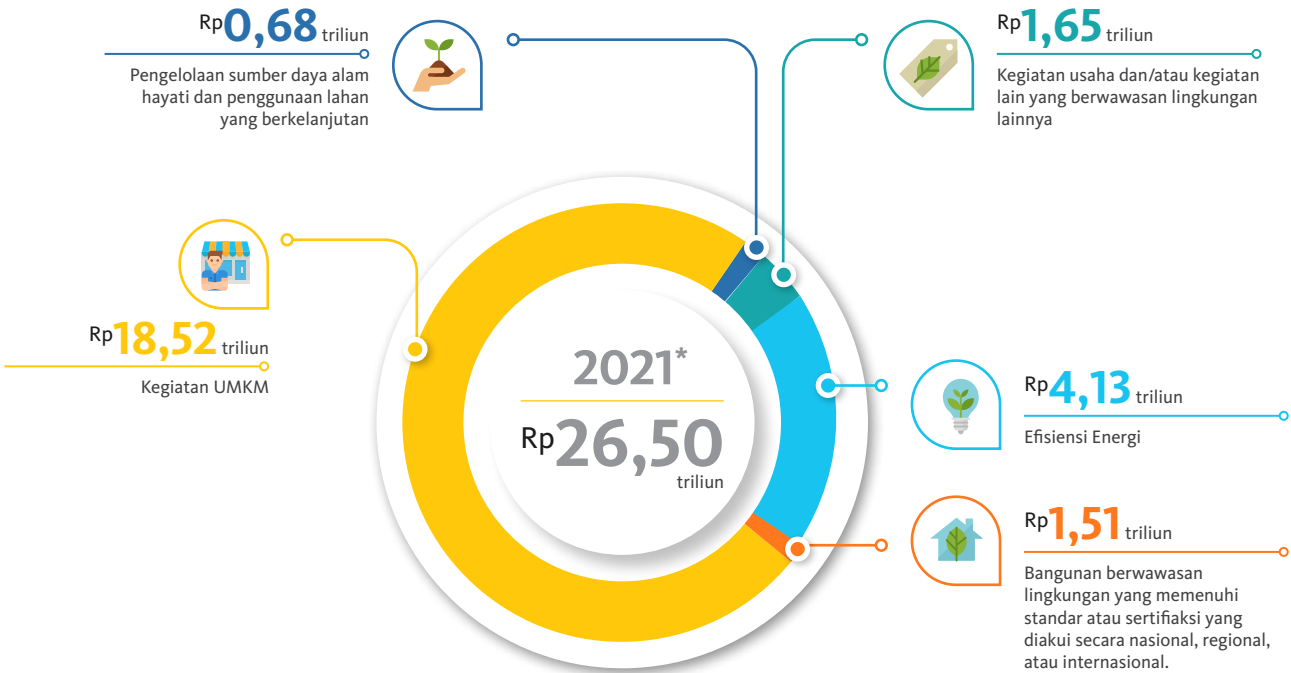 Rp0,68 triliun
Pengelolaan sumber daya alam
hayati dan penggunaan lahan
yang berkelanjutan
Rp1,65 triliun
Kegiatan usaha dan/atau kegiatan
lain yang berwawasan lingkungan
lainnya
Rp18,52 triliun
Kegiatan UMKM
2021*
Rp26,50
triliun
Rp4,13 triliun
Efisiensi Energi
Rp1,51 triliun
Bangunan berwawasan
lingkungan yang memenuhi
standar atau sertifiaksi yang
diakui secara nasional, regional,
atau internasional.